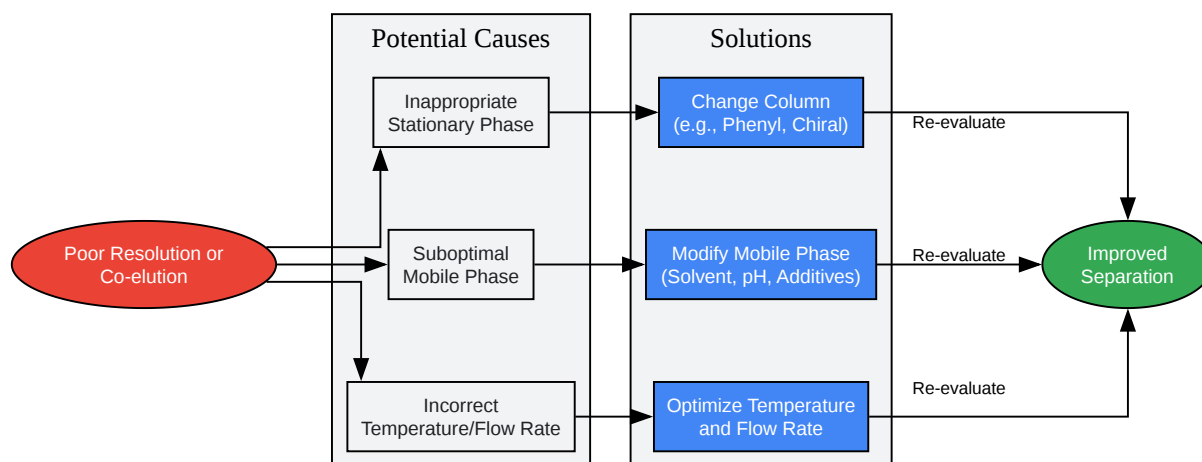 Potential Causes
Solutions
Inappropriate
Stationary Phase
Change Column
(e.g., Phenyl, Chiral)
Re-evaluate
Poor Resolution or
Co-elution
Suboptimal
Mobile Phase
Modify Mobile Phase
(Solvent, pH, Additives)
Re-evaluate
Improved
Separation
Incorrect
Temperature/Flow Rate
Optimize Temperature
and Flow Rate
Re-evaluate